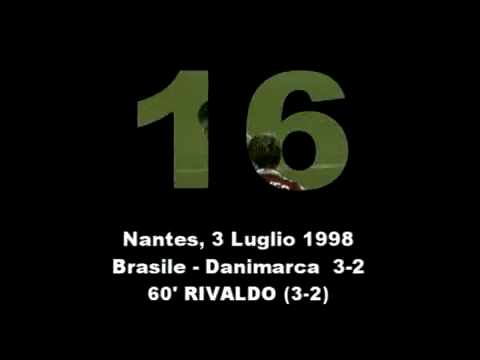 16
Nantes, 3 Luglio 1998
Brasile - Danimarca 3-2
60' RIVALDO (3-2)